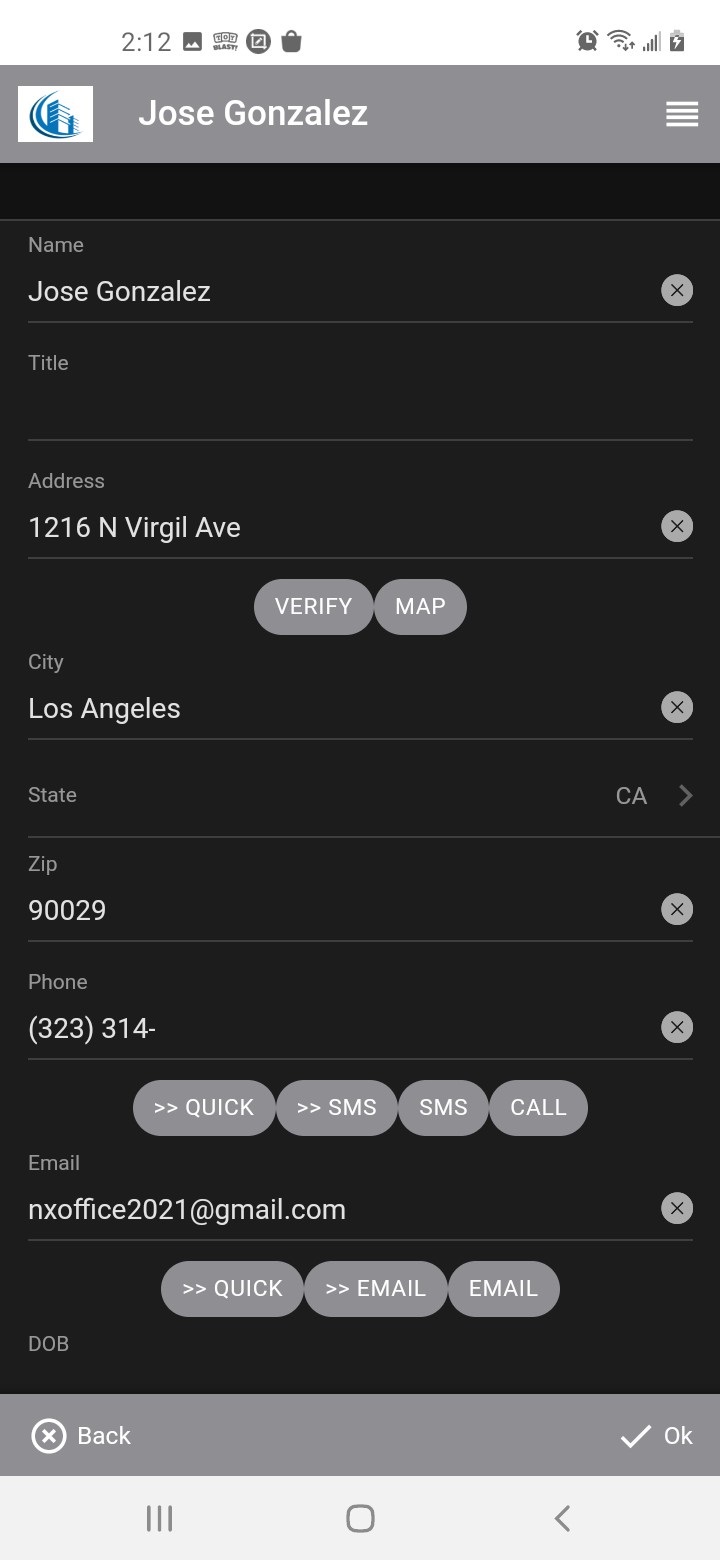 2:12
TOY
BLAST!
Jose Gonzalez
Name
Jose Gonzalez
Title
Address
1216 N Virgil Ave
VERIFY MAP
City
Los Angeles
State CA
Zip
90029
Phone
(323) 314-
>> QUICK >> SMS SMS CALL
Email
nxoffice2021@gmail.com
>> QUICK >> EMAIL EMAIL
DOB
Back Ok